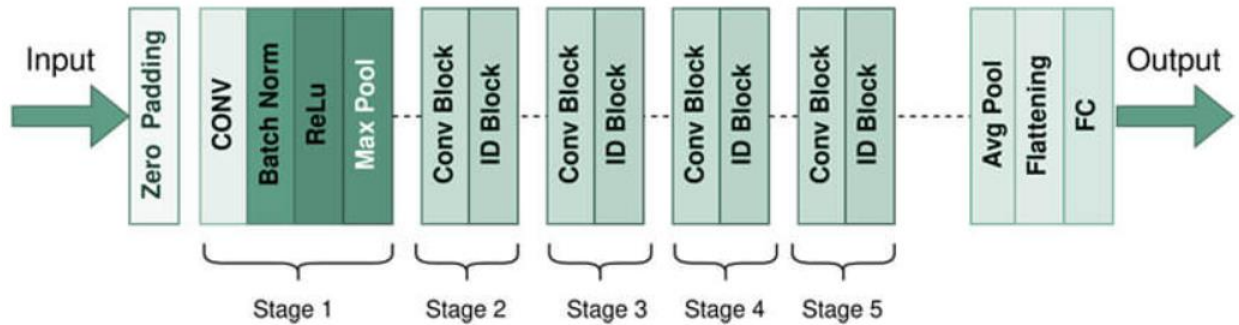 Input
Zero Padding
CONV
Batch Norm
ReLu
Max Pool
Conv Block
ID Block
Conv Block
ID Block
Conv Block
ID Block
Conv Block
ID Block
Avg Pool
Flattening
FC
Output
Stage 1
Stage 2
Stage 3
Stage 4
Stage 5